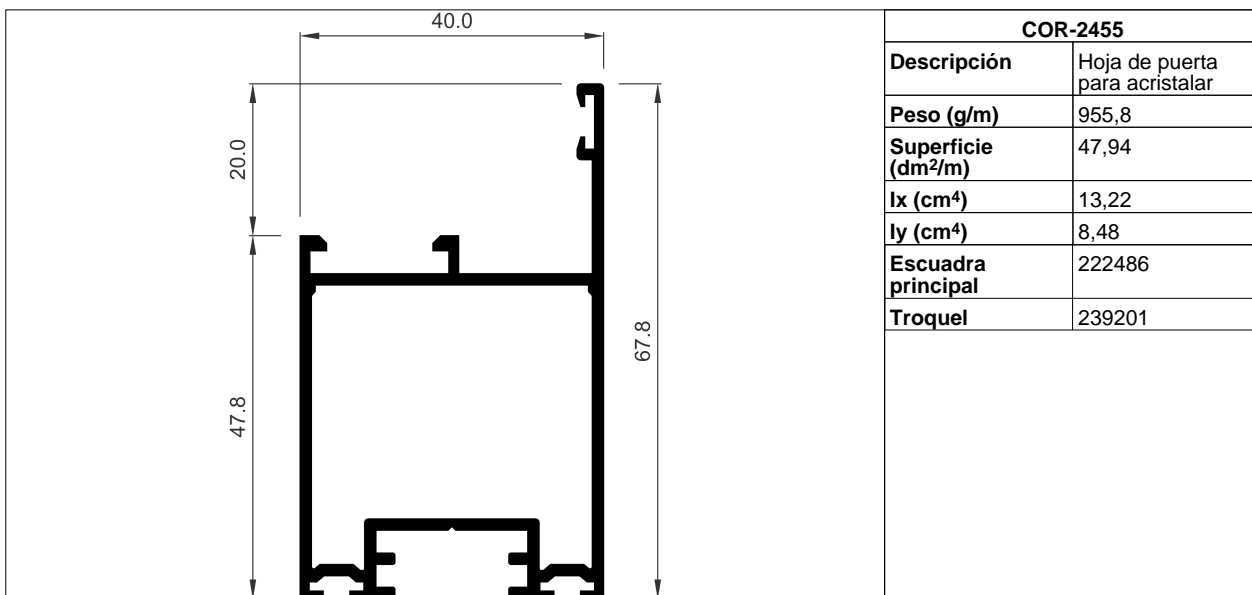 40.0
20.0
47.8
67.8
COR-2455
Descripción Hoja de puerta
para acristalar
Peso (g/m) 955,8
Superficie 47,94
(dm²/m)
Ix (cm⁴) 13,22
Iy (cm⁴) 8,48
Escuadra 222486
principal
Troquel 239201